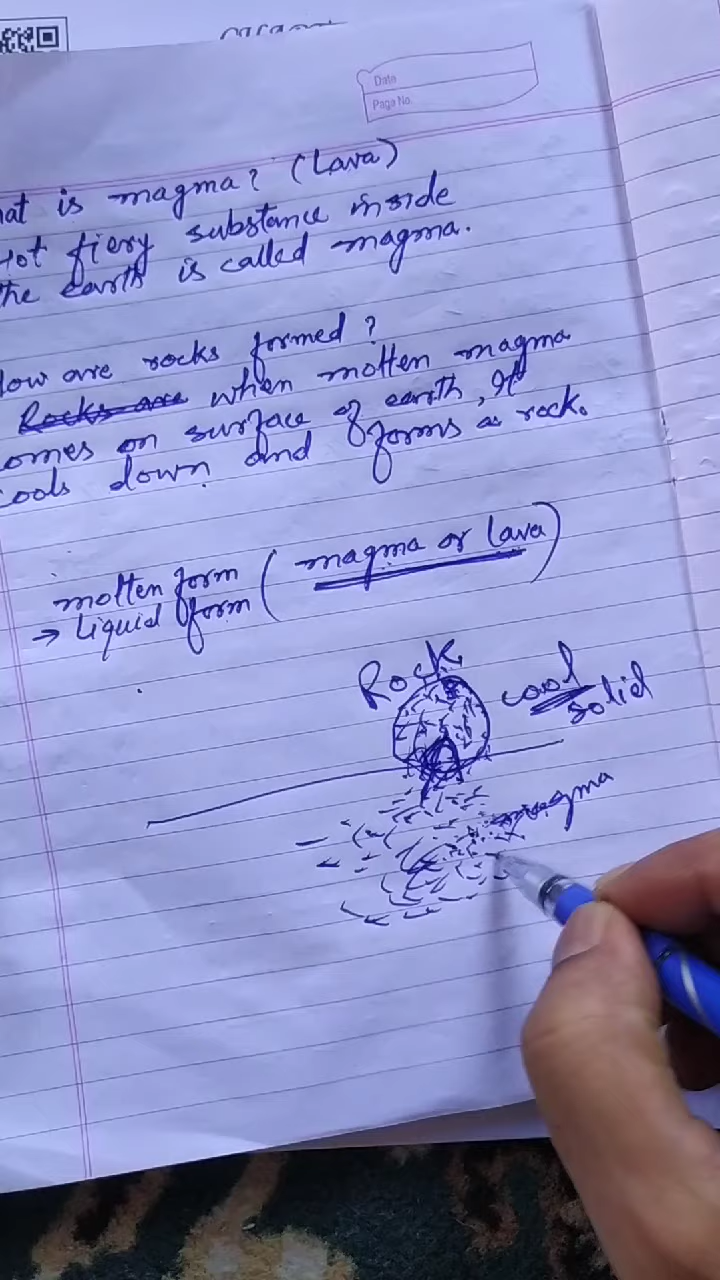 Date
Page No.
hat is magma? (Lava)
Hot fiery substance inside
the earth is called magma.
How are rocks formed?
Rocks are when molten magma
comes on surface of earth, it
cools down and forms as rock.
molten form (magma or Lava)
→ Liquid form
Rock
cool
solid
magma